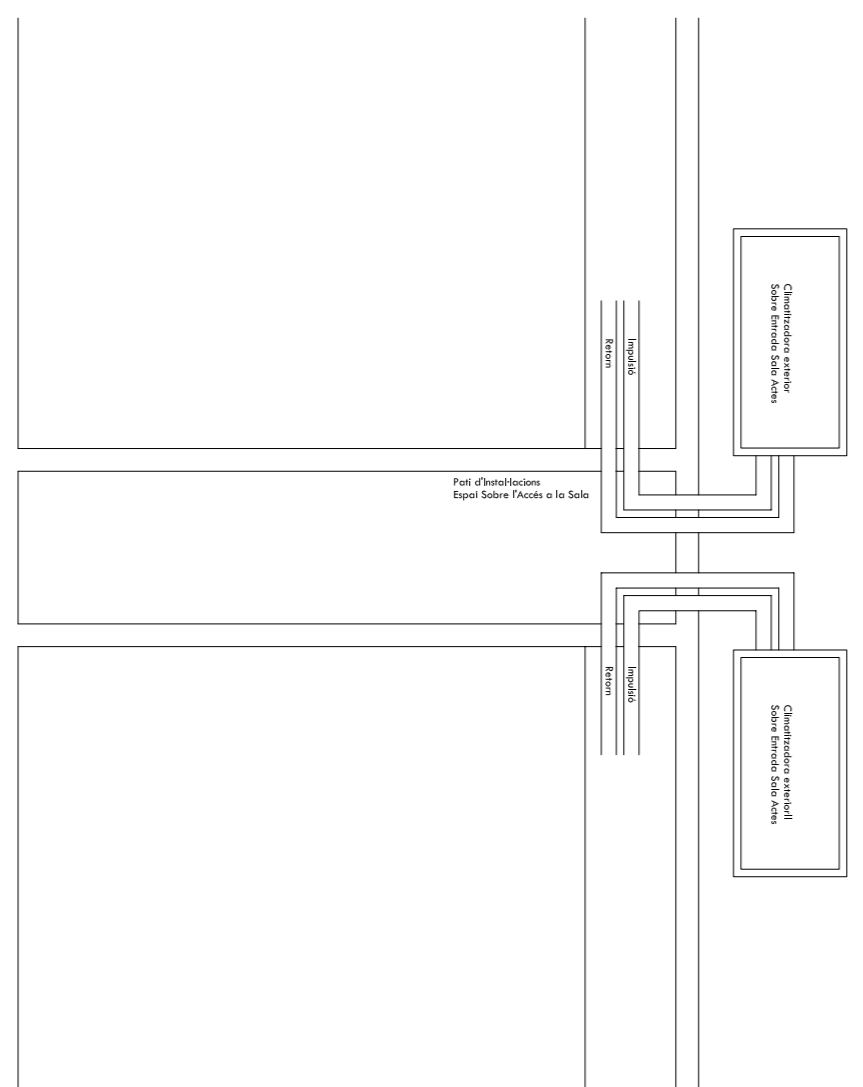 Climatitzadora exterior
Sobre Entrada Sala Actes
Impulsió
Retorn
Pati d'Instal·lacions
Espai Sobre l'Accés a la Sala
Impulsió
Retorn
Climatitzadora exteriorII
Sobre Entrada Sala Actes